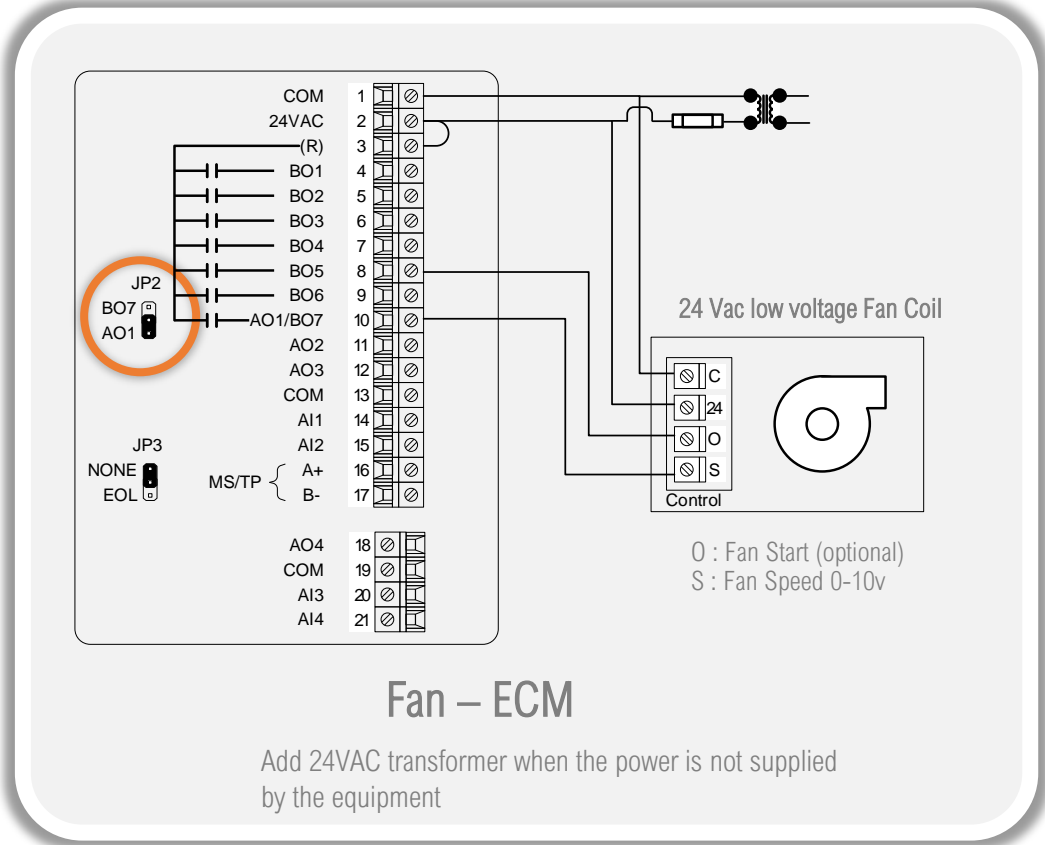 COM 1
24VAC 2
(R) 3
BO1 4
BO2 5
BO3 6
BO4 7
BO5 8
BO6 9
AO1/BO7 10
AO2 11
AO3 12
COM 13
AI1 14
AI2 15
MS/TP
A+ 16
B- 17
AO4 18
COM 19
AI3 20
AI4 21
JP2
BO7
AO1
JP3
NONE
EOL
24 Vac low voltage Fan Coil
C
24
O
S
Control
O : Fan Start (optional)
S : Fan Speed 0-10v
Fan – ECM
Add 24VAC transformer when the power is not supplied
by the equipment